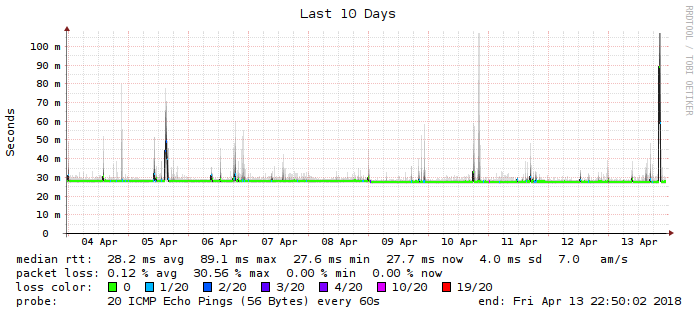 Last 10 Days
RRDTOOL / TOBI OETIKER
Seconds
100 m
90 m
80 m
70 m
60 m
50 m
40 m
30 m
20 m
10 m
0
04 Apr 05 Apr 06 Apr 07 Apr 08 Apr 09 Apr 10 Apr 11 Apr 12 Apr 13 Apr
median rtt: 28.2 ms avg 89.1 ms max 27.6 ms min 27.7 ms now 4.0 ms sd 7.0 am/s
packet loss: 0.12 % avg 30.56 % max 0.00 % min 0.00 % now
loss color: 0 1/20 2/20 3/20 4/20 10/20 19/20
probe: 20 ICMP Echo Pings (56 Bytes) every 60s end: Fri Apr 13 22:50:02 2018